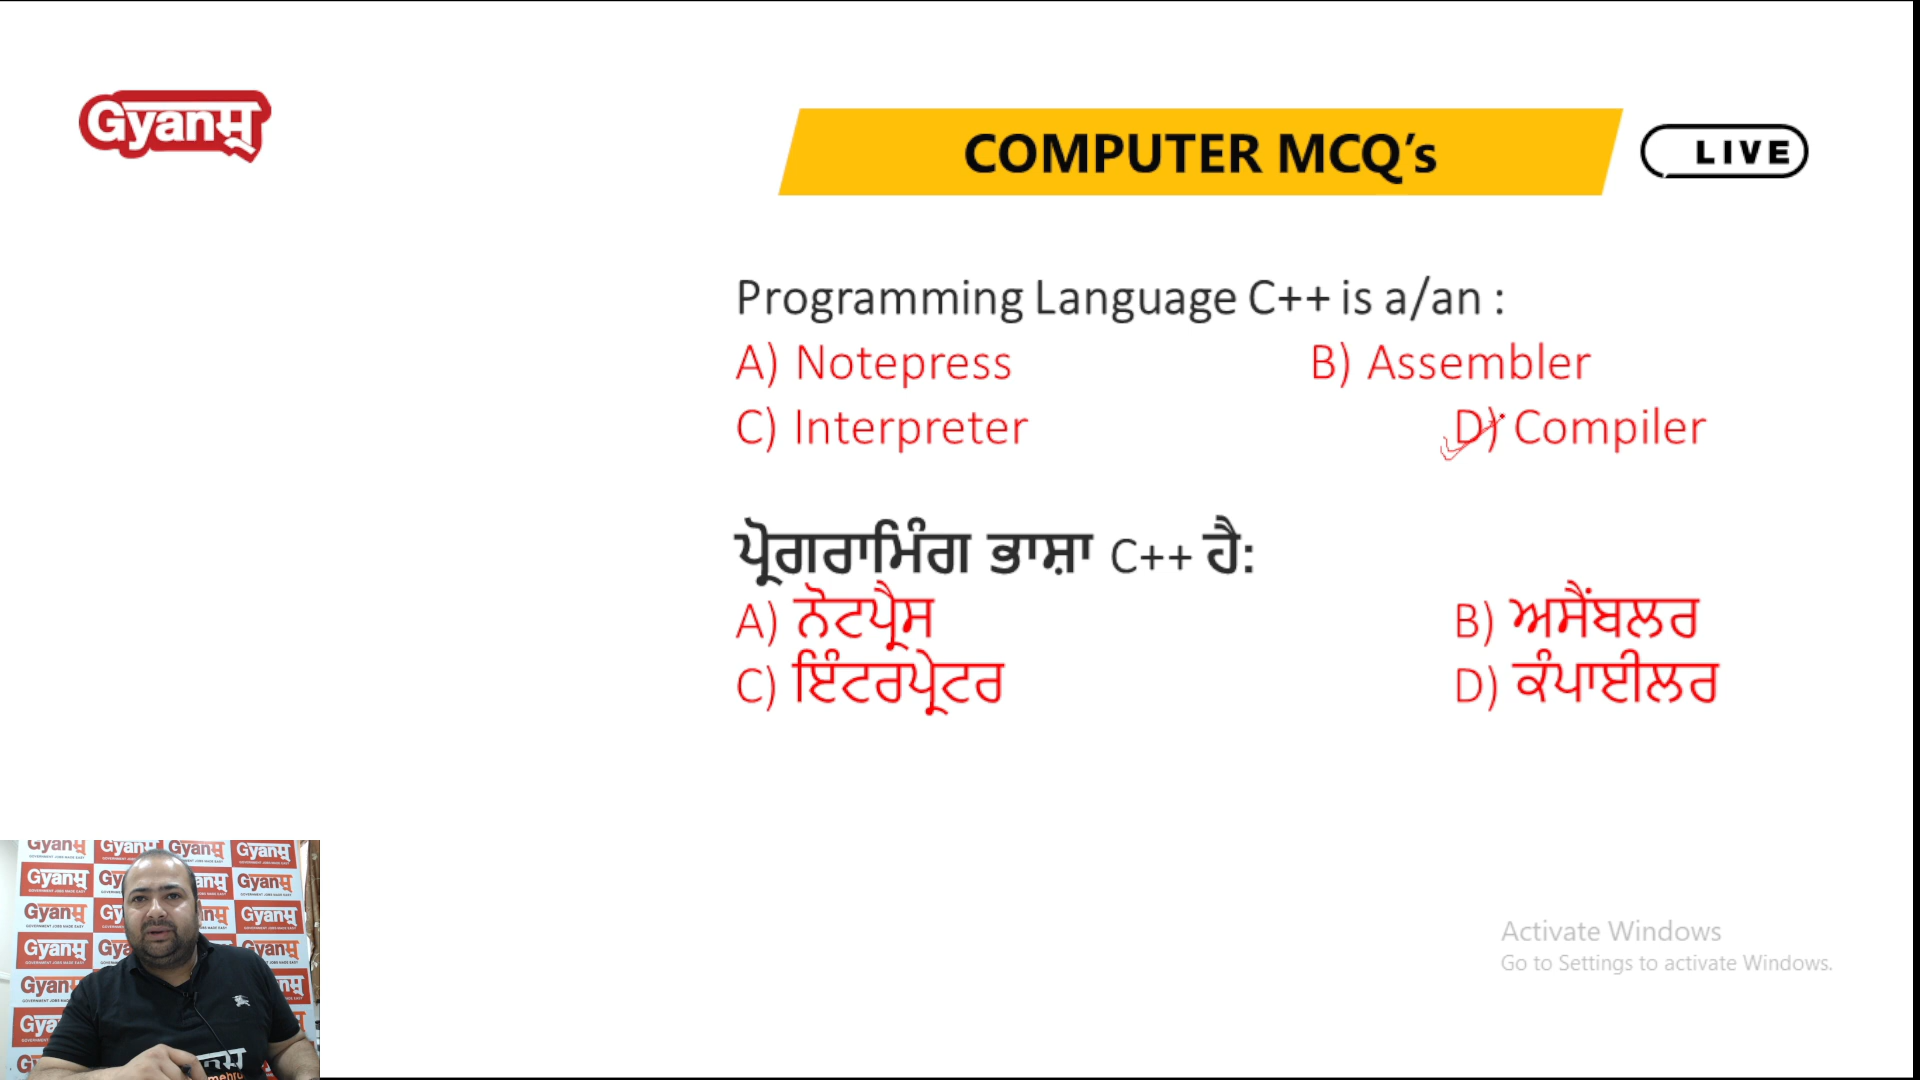 Gyanਮ
COMPUTER MCQ’s
LIVE
Programming Language C++ is a/an :
A) Notepress B) Assembler
C) Interpreter D) Compiler
ਪ੍ਰੋਗਰਾਮਿੰਗ ਭਾਸ਼ਾ C++ ਹੈ:
A) ਨੋਟਪ੍ਰੈਸ B) ਅਸੈਂਬਲਰ
C) ਇੰਟਰਪ੍ਰੇਟਰ D) ਕੰਪਾਈਲਰ
Activate Windows
Go to Settings to activate Windows.